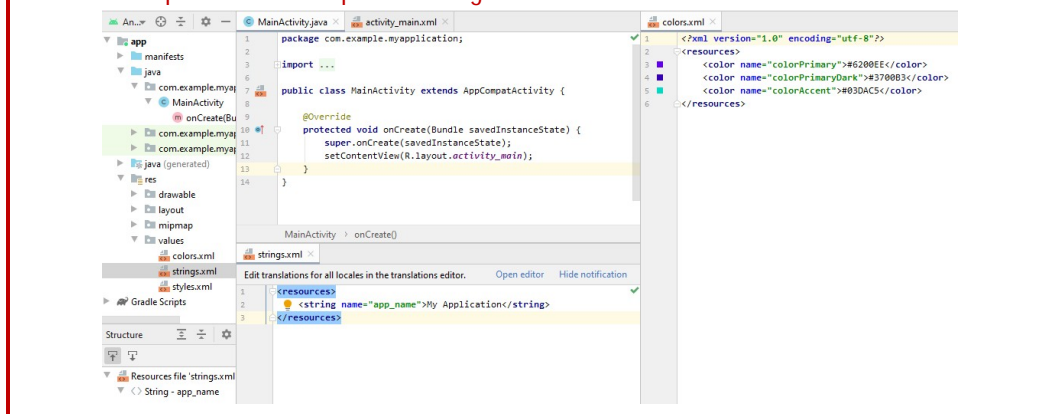 An...
app
manifests
java
com.example.myap
MainActivity
onCreate(Bu
com.example.myap
com.example.myap
java (generated)
res
drawable
layout
mipmap
values
colors.xml
strings.xml
styles.xml
Gradle Scripts
Structure
Resources file 'strings.xml
String - app_name
MainActivity.java
activity_main.xml
1 package com.example.myapplication;
2
3 import ...
6
7 public class MainActivity extends AppCompatActivity {
8
9 @Override
10 protected void onCreate(Bundle savedInstanceState) {
11 super.onCreate(savedInstanceState);
12 setContentView(R.layout.activity_main);
13 }
14 }
MainActivity > onCreate()
strings.xml
Edit translations for all locales in the translations editor. Open editor Hide notification
1 <resources>
2 <string name="app_name">My Application</string>
3 </resources>
colors.xml
1 <?xml version="1.0" encoding="utf-8"?>
2 <resources>
3 <color name="colorPrimary">#6200EE</color>
4 <color name="colorPrimaryDark">#3700B3</color>
5 <color name="colorAccent">#03DAC5</color>
6 </resources>